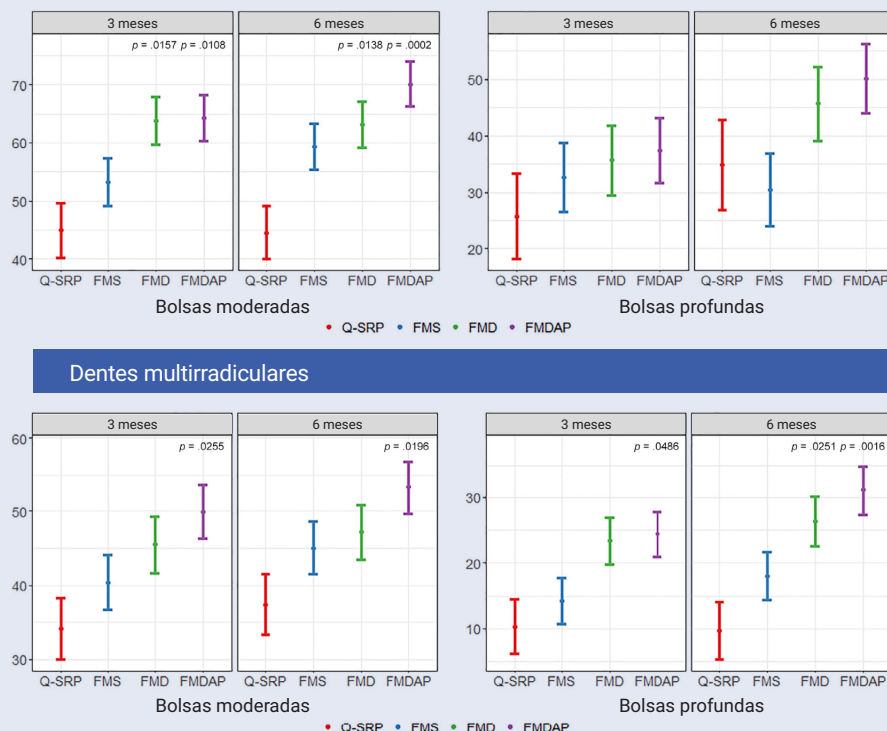 3 meses 6 meses 3 meses 6 meses
p = .0157 p = .0108 p = .0138 p = .0002
70
60
50
40
50
40
30
20
Q-SRP FMS FMD FMDAP Q-SRP FMS FMD FMDAP Q-SRP FMS FMD FMDAP Q-SRP FMS FMD FMDAP
Bolsas moderadas Bolsas profundas
Q-SRP FMS FMD FMDAP
Dentes multirradiculares
3 meses 6 meses 3 meses 6 meses
p = .0255 p = .0196 p = .0486 p = .0251 p = .0016
60
50
40
30
30
20
10
Q-SRP FMS FMD FMDAP Q-SRP FMS FMD FMDAP Q-SRP FMS FMD FMDAP Q-SRP FMS FMD FMDAP
Bolsas moderadas Bolsas profundas
Q-SRP FMS FMD FMDAP